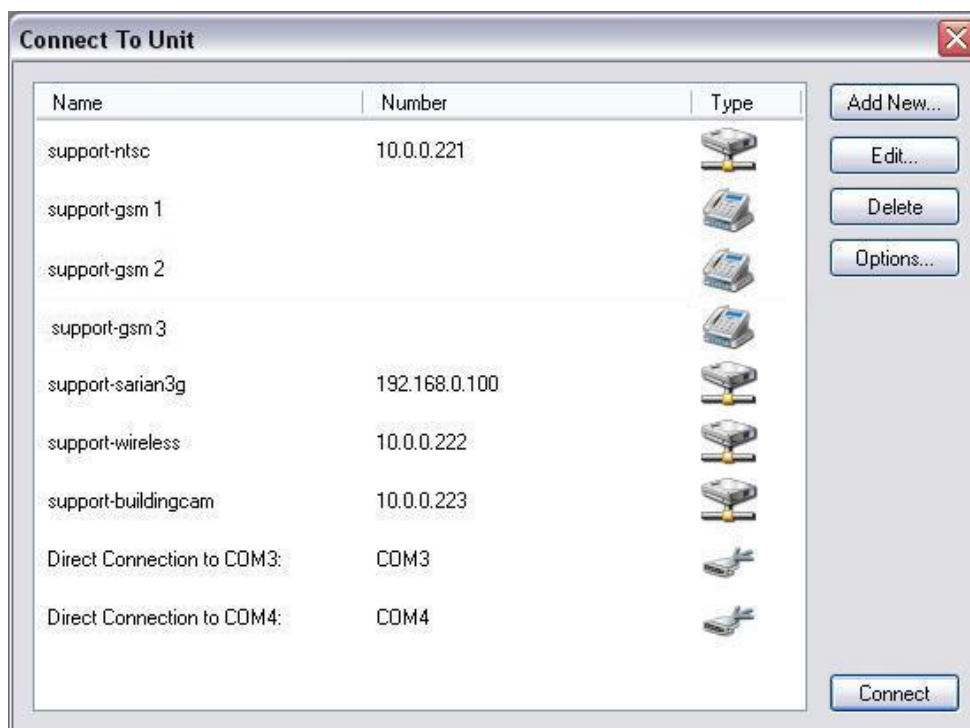 Connect To Unit
Name Number Type
support-ntsc 10.0.0.221
support-gsm 1
support-gsm 2
support-gsm 3
support-sarian3g 192.168.0.100
support-wireless 10.0.0.222
support-buildingcam 10.0.0.223
Direct Connection to COM3: COM3
Direct Connection to COM4: COM4
Add New...
Edit...
Delete
Options...
Connect